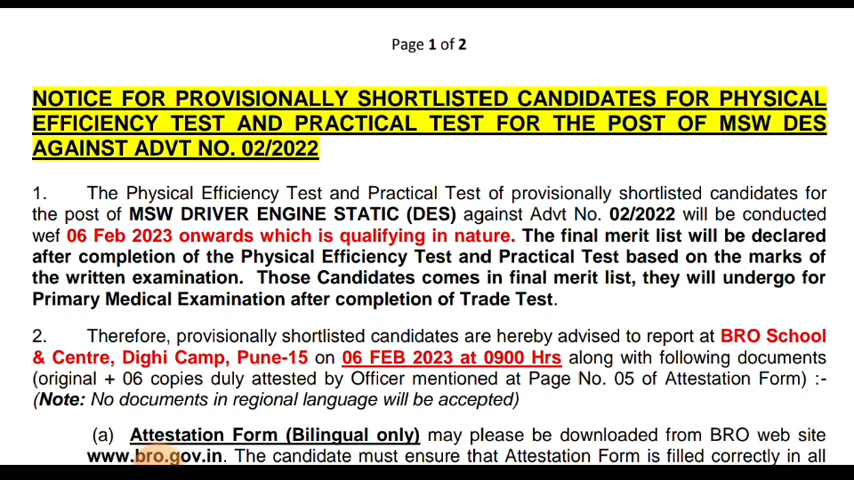 Page 1 of 2
NOTICE FOR PROVISIONALLY SHORTLISTED CANDIDATES FOR PHYSICAL
EFFICIENCY TEST AND PRACTICAL TEST FOR THE POST OF MSW DES
AGAINST ADVT NO. 02/2022
1. The Physical Efficiency Test and Practical Test of provisionally shortlisted candidates for
the post of MSW DRIVER ENGINE STATIC (DES) against Advt No. 02/2022 will be conducted
wef 06 Feb 2023 onwards which is qualifying in nature. The final merit list will be declared
after completion of the Physical Efficiency Test and Practical Test based on the marks of
the written examination. Those Candidates comes in final merit list, they will undergo for
Primary Medical Examination after completion of Trade Test.
2. Therefore, provisionally shortlisted candidates are hereby advised to report at BRO School
& Centre, Dighi Camp, Pune-15 on 06 FEB 2023 at 0900 Hrs along with following documents
(original + 06 copies duly attested by Officer mentioned at Page No. 05 of Attestation Form) :-
(Note: No documents in regional language will be accepted)
(a) Attestation Form (Bilingual only) may please be downloaded from BRO web site
www.bro.gov.in. The candidate must ensure that Attestation Form is filled correctly in all